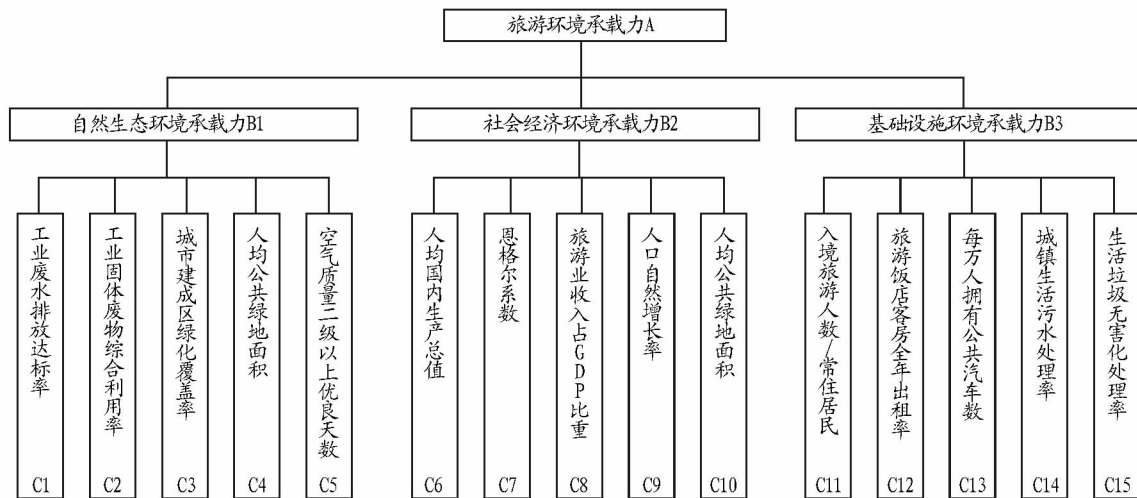 旅游环境承载力A
自然生态环境承载力B1
社会经济环境承载力B2
基础设施环境承载力B3
工业废水排放达标率
C1
工业固体废物综合利用率
C2
城市建成区绿化覆盖率
C3
人均公共绿地面积
C4
空气质量二级以上优良天数
C5
人均国内生产总值
C6
恩格尔系数
C7
旅游业收入占GDP比重
C8
人口自然增长率
C9
人均公共绿地面积
C10
入境旅游人数/常住居民
C11
旅游饭店客房全年出租率
C12
每万人拥有公共汽车数
C13
城镇生活污水处理率
C14
生活垃圾无害化处理率
C15